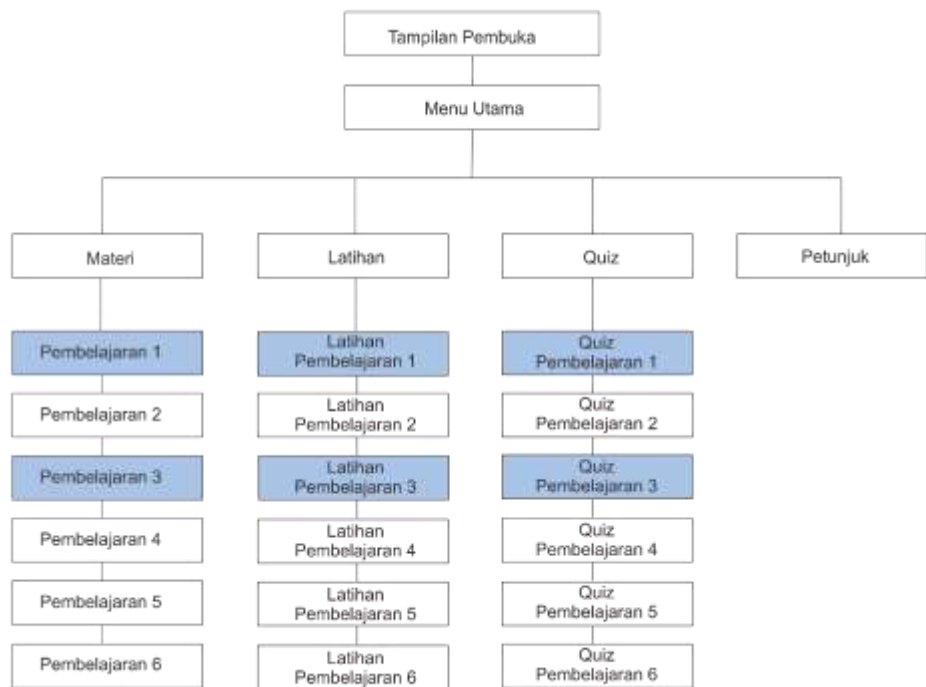 Tampilan Pembuka
Menu Utama
Materi
Latihan
Quiz
Petunjuk
Pembelajaran 1
Latihan
Pembelajaran 1
Quiz
Pembelajaran 1
Pembelajaran 2
Latihan
Pembelajaran 2
Quiz
Pembelajaran 2
Pembelajaran 3
Latihan
Pembelajaran 3
Quiz
Pembelajaran 3
Pembelajaran 4
Latihan
Pembelajaran 4
Quiz
Pembelajaran 4
Pembelajaran 5
Latihan
Pembelajaran 5
Quiz
Pembelajaran 5
Pembelajaran 6
Latihan
Pembelajaran 6
Quiz
Pembelajaran 6